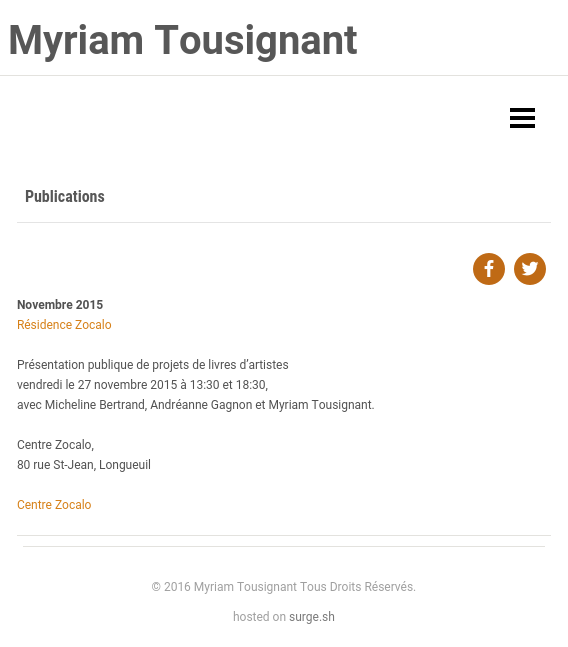 Myriam Tousignant
Publications
Novembre 2015
Résidence Zocalo
Présentation publique de projets de livres d’artistes
vendredi le 27 novembre 2015 à 13:30 et 18:30,
avec Micheline Bertrand, Andréanne Gagnon et Myriam Tousignant.
Centre Zocalo,
80 rue St-Jean, Longueuil
Centre Zocalo
© 2016 Myriam Tousignant Tous Droits Réservés.
hosted on surge.sh